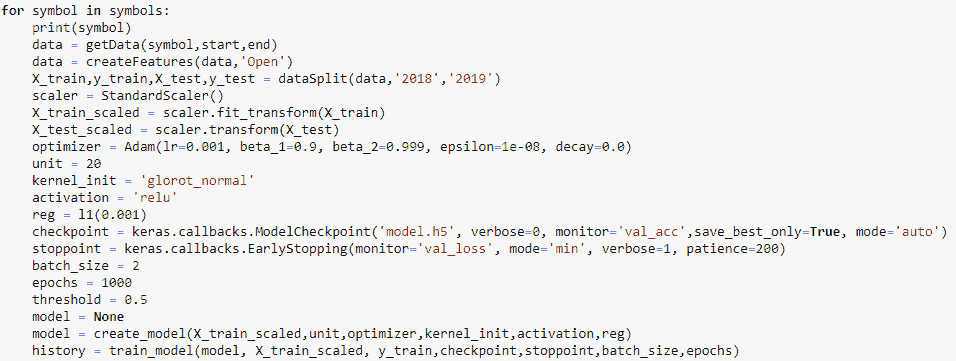 for symbol in symbols:
    print(symbol)
    data = getData(symbol,start,end)
    data = createFeatures(data,'Open')
    X_train,y_train,X_test,y_test = dataSplit(data,'2018','2019')
    scaler = StandardScaler()
    X_train_scaled = scaler.fit_transform(X_train)
    X_test_scaled = scaler.transform(X_test)
    optimizer = Adam(lr=0.001, beta_1=0.9, beta_2=0.999, epsilon=1e-08, decay=0.0)
    unit = 20
    kernel_init = 'glorot_normal'
    activation = 'relu'
    reg = l1(0.001)
    checkpoint = keras.callbacks.ModelCheckpoint('model.h5', verbose=0, monitor='val_acc',save_best_only=True, mode='auto')
    stoppoint = keras.callbacks.EarlyStopping(monitor='val_loss', mode='min', verbose=1, patience=200)
    batch_size = 2
    epochs = 1000
    threshold = 0.5
    model = None
    model = create_model(X_train_scaled,unit,optimizer,kernel_init,activation,reg)
    history = train_model(model, X_train_scaled, y_train,checkpoint,stoppoint,batch_size,epochs)